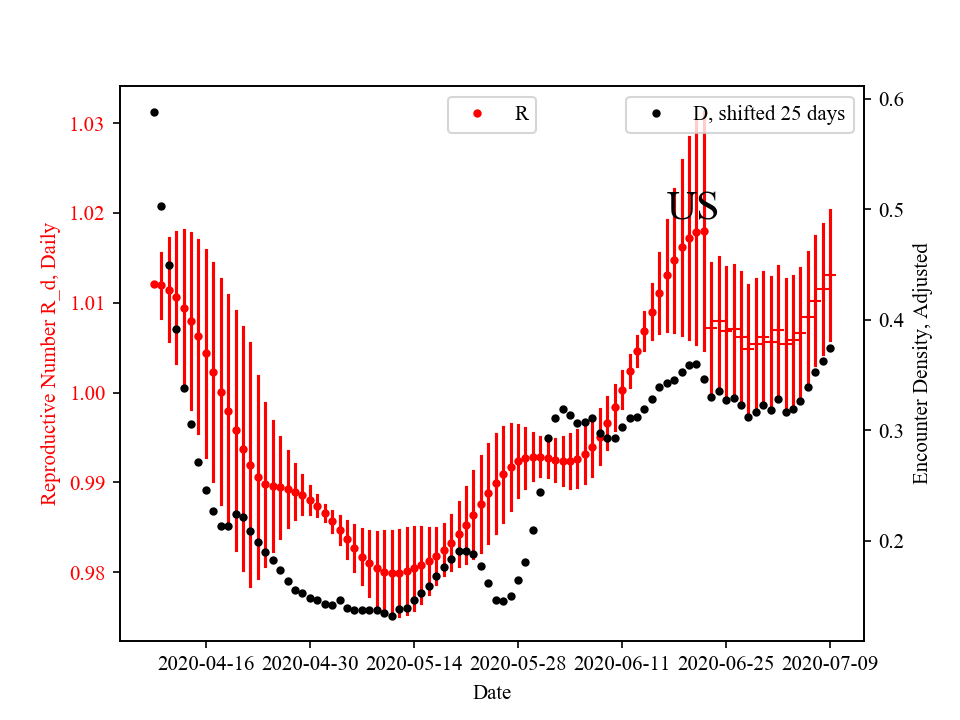 R
D, shifted 25 days
US
Reproductive Number R_d, Daily
1.03
1.02
1.01
1.00
0.99
0.98
0.6
0.5
0.4
0.3
0.2
Encounter Density, Adjusted
2020-04-16 2020-04-30 2020-05-14 2020-05-28 2020-06-11 2020-06-25 2020-07-09
Date